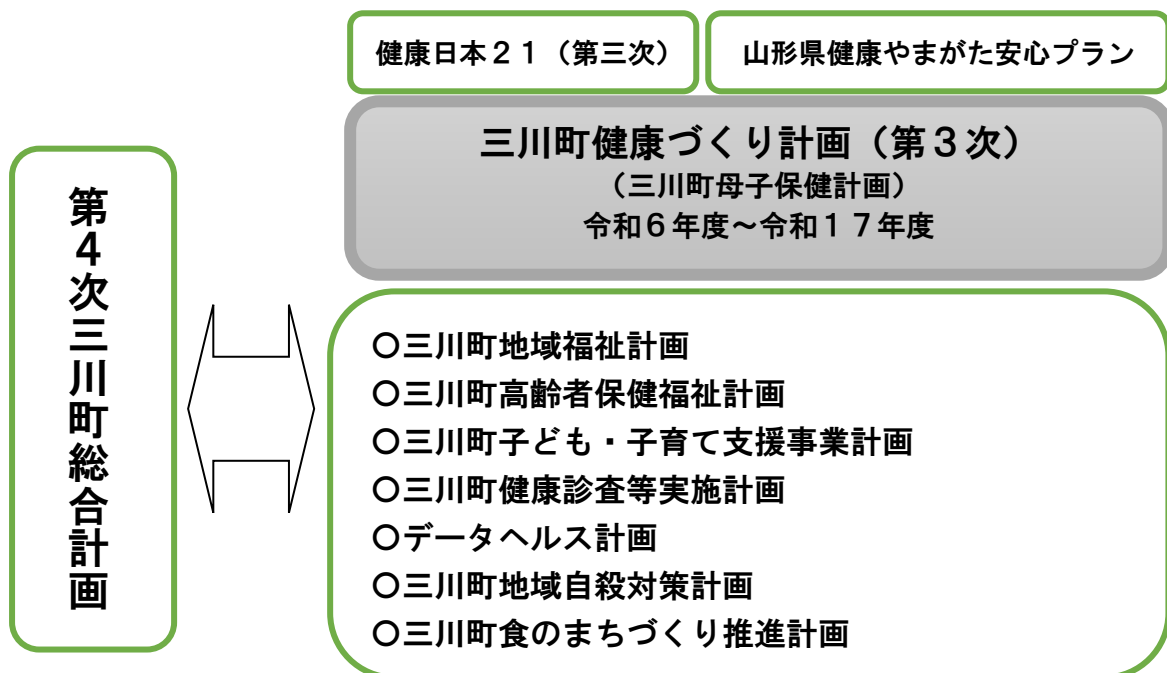 健康日本２１（第三次）
山形県健康やまがた安心プラン
三川町健康づくり計画（第３次）
（三川町母子保健計画）
令和６年度～令和１７年度
第４次三川町総合計画
〇三川町地域福祉計画
〇三川町高齢者保健福祉計画
〇三川町子ども・子育て支援事業計画
〇三川町健康診査等実施計画
〇データヘルス計画
〇三川町地域自殺対策計画
〇三川町食のまちづくり推進計画